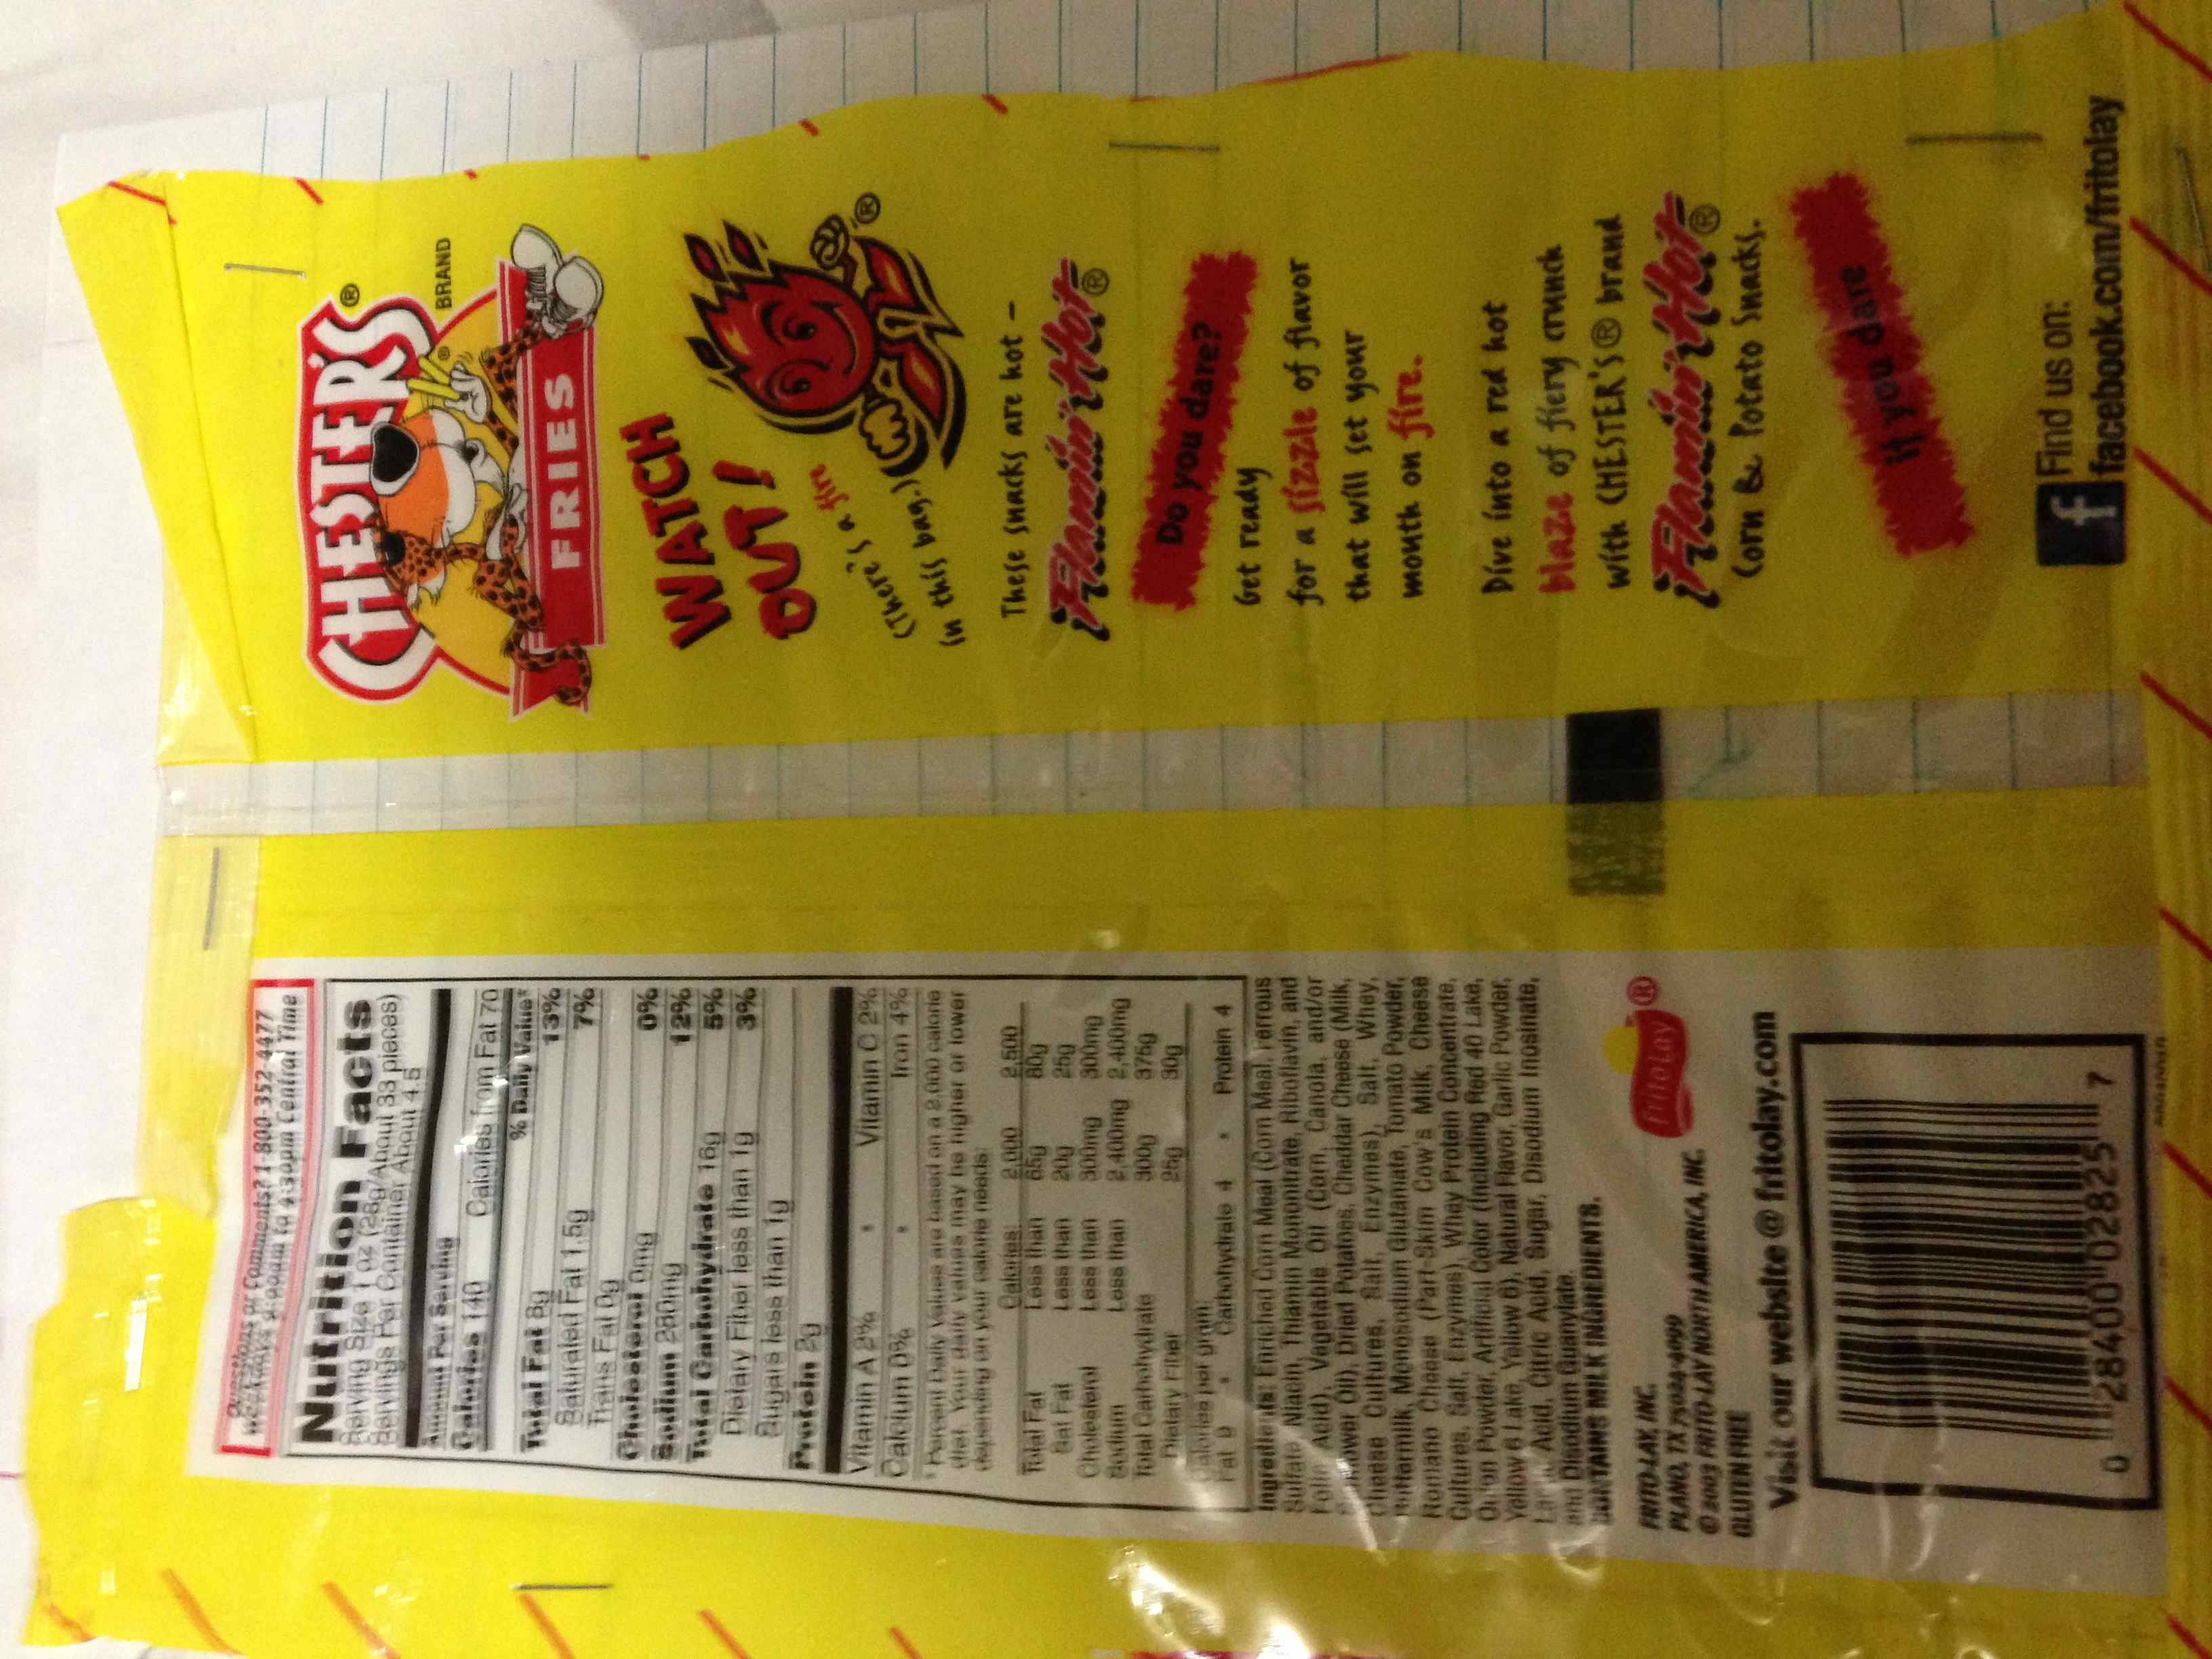 Questions or Comments? 1-800-352-4477
weekdays 9:00am to 4:30pm Central Time
Nutrition Facts
Serving Size 1 oz (28g/About 33 pieces)
Servings Per Container About 4.5
Amount Per Serving
Calories 140 Calories from Fat 70
% Daily Value*
Total Fat 8g 13%
Saturated Fat 1.5g 7%
Trans Fat 0g
Cholesterol 0mg 0%
Sodium 280mg 12%
Total Carbohydrate 16g 5%
Dietary Fiber less than 1g 3%
Sugars less than 1g
Protein 2g
Vitamin A 2% • Vitamin C 2%
Calcium 0% • Iron 4%
* Percent Daily Values are based on a 2,000 calorie
diet. Your daily values may be higher or lower
depending on your calorie needs:
Calories: 2,000 2,500
Total Fat Less than 65g 80g
Sat Fat Less than 20g 25g
Cholesterol Less than 300mg 300mg
Sodium Less than 2,400mg 2,400mg
Total Carbohydrate 300g 375g
Dietary Fiber 25g 30g
Calories per gram:
Fat 9 • Carbohydrate 4 • Protein 4
Ingredients: Enriched Corn Meal (Corn Meal, Ferrous
Sulfate, Niacin, Thiamin Mononitrate, Riboflavin, and
Folic Acid), Vegetable Oil (Corn, Canola, and/or
Sunflower Oil), Dried Potatoes, Cheddar Cheese (Milk,
Cheese Cultures, Salt, Enzymes), Salt, Whey,
Buttermilk, Monosodium Glutamate, Tomato Powder,
Romano Cheese (Part-Skim Cow's Milk, Cheese
Cultures, Salt, Enzymes), Whey Protein Concentrate,
Onion Powder, Artificial Color (Including Red 40 Lake,
Yellow 6 Lake, Yellow 6), Natural Flavor, Garlic Powder,
Lactic Acid, Citric Acid, Sugar, Disodium Inosinate,
and Disodium Guanylate.
CONTAINS MILK INGREDIENTS.
FRITO-LAY, INC.
PLANO, TX 75024-4099
© 2003 FRITO-LAY NORTH AMERICA, INC.
GLUTEN FREE
FritoLay ®
Visit our website @ fritolay.com
0 28400 02825 7
CHESTER'S ®
® BRAND
FRIES
WATCH
OUT!
(There's a fire
in this bag.)
®
These snacks are hot –
Flamin' Hot ®
Do you dare?
Get ready
for a sizzle of flavor
that will set your
mouth on fire.
Dive into a red hot
blaze of fiery crunch
with CHESTER'S® brand
Flamin' Hot ®
Corn & Potato Snacks.
If you dare
f Find us on:
facebook.com/fritolay